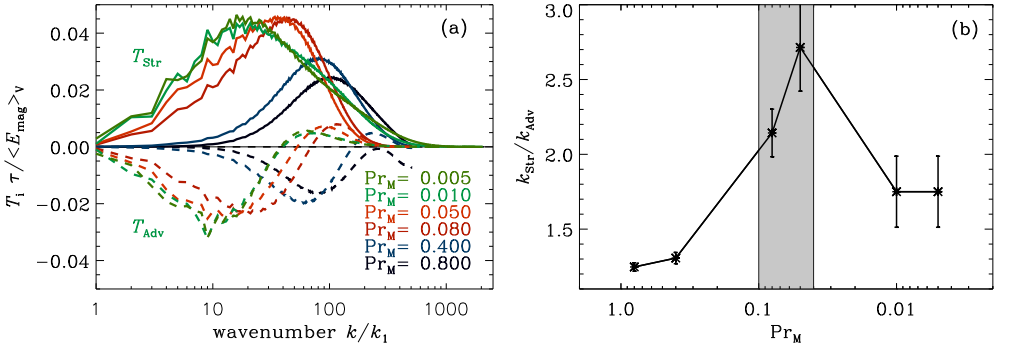 (a)
T_Str
T_Adv
0.04
0.02
0.00
−0.02
−0.04
T_i τ/<E_mag>_V
Pr_M= 0.005
Pr_M= 0.010
Pr_M= 0.050
Pr_M= 0.080
Pr_M= 0.400
Pr_M= 0.800
1 10 100 1000
wavenumber k/k_1
(b)
3.0
2.5
2.0
1.5
k_Str/k_Adv
1.0 0.1 0.01
Pr_M